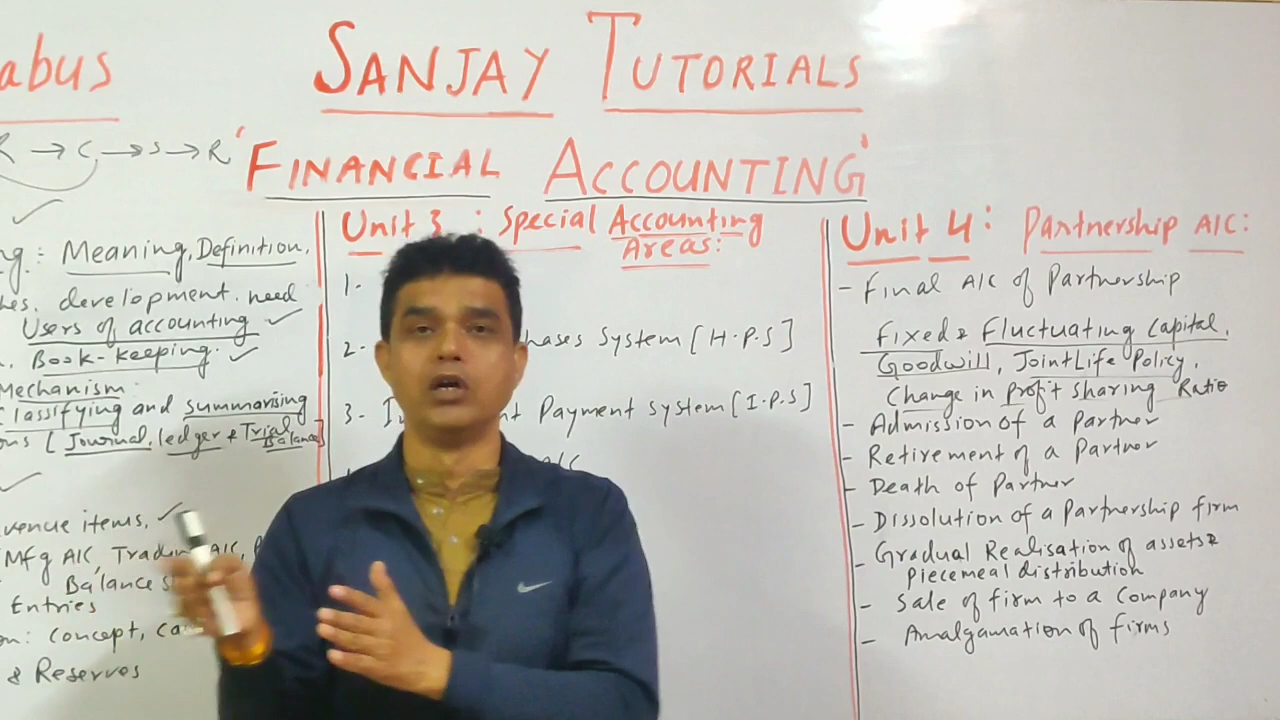 abus
SANJAY TUTORIALS
R → C → S → R
'FINANCIAL ACCOUNTING'
Meaning, Definition,
development, need
Users of accounting
Book-keeping.
Mechanism:
Classifying and summarising
[Journal, ledger & Trial Balance]
venue items,
Mfg A/C, Trading A/C,
Balance S
Entries
Concept, Ca
& Reserves
Unit 3 : Special Accounting
Areas:
1.
2. hases System [H.P.S]
3. In nt Payment System [I.P.S]
A/C
Unit 4: Partnership A/C:
- Final A/C of Partnership
Fixed & Fluctuating Capital,
Goodwill, Joint Life Policy,
Change in Profit Sharing Ratio
- Admission of a Partner
- Retirement of a Partner
- Death of Partner
- Dissolution of a Partnership firm
- Gradual Realisation of assets &
Piecemeal distribution
- Sale of firm to a Company
- Amalgamation of firms